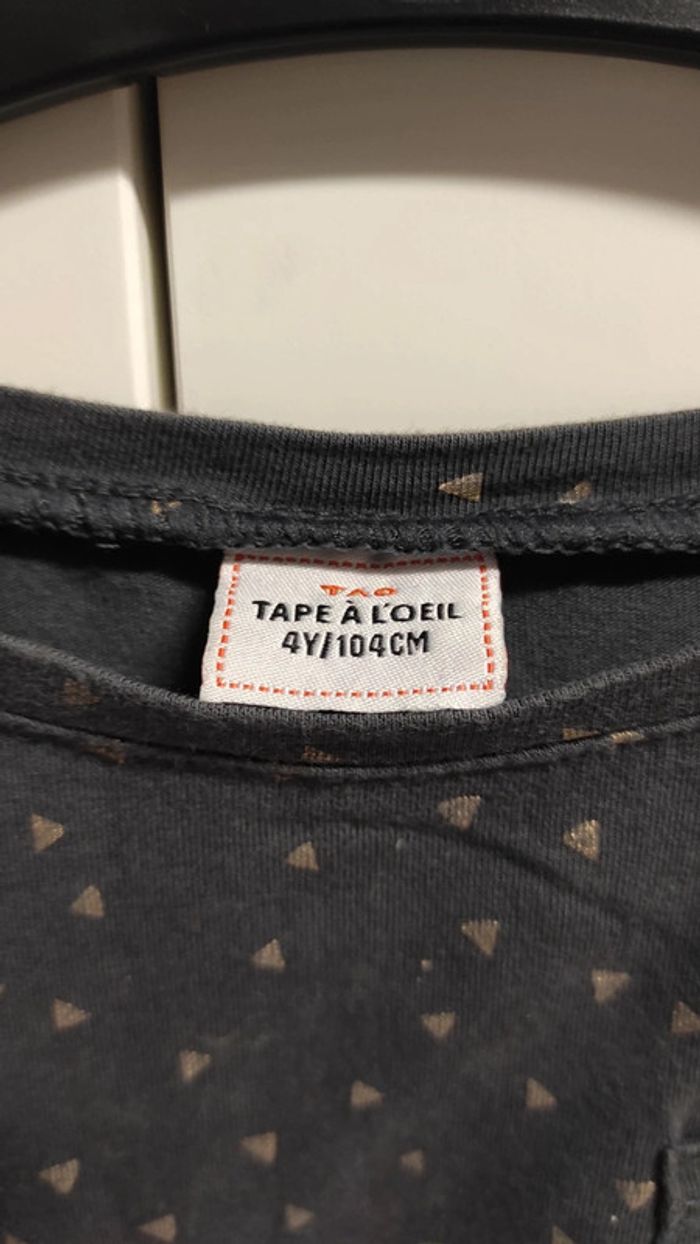 TAO
TAPE À L'OEIL
4Y/104CM